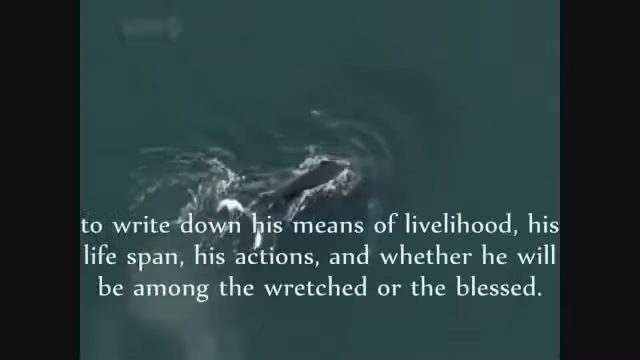 to write down his means of livelihood, his
life span, his actions, and whether he will
be among the wretched or the blessed.